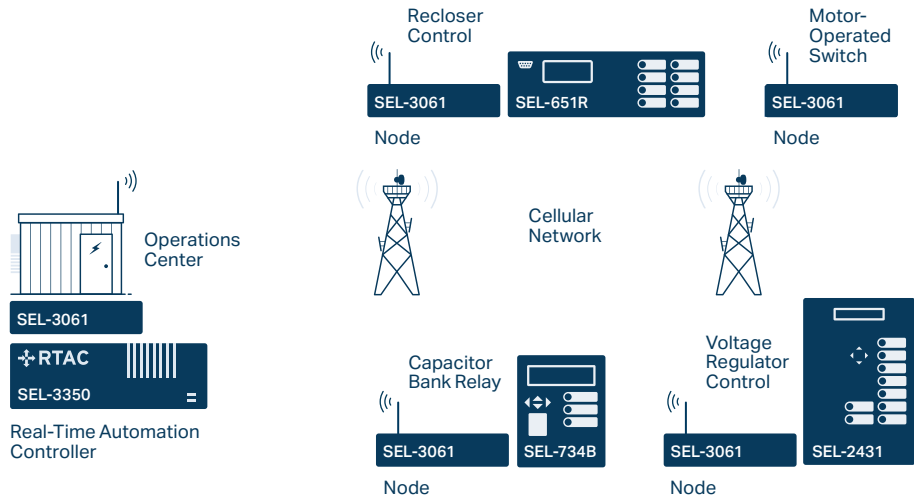 Recloser
Control
SEL-3061
SEL-651R
Node
Motor-
Operated
Switch
SEL-3061
Node
Operations
Center
SEL-3061
RTAC
SEL-3350
Real-Time Automation
Controller
Cellular
Network
Capacitor
Bank Relay
SEL-3061
SEL-734B
Node
Voltage
Regulator
Control
SEL-3061
SEL-2431
Node